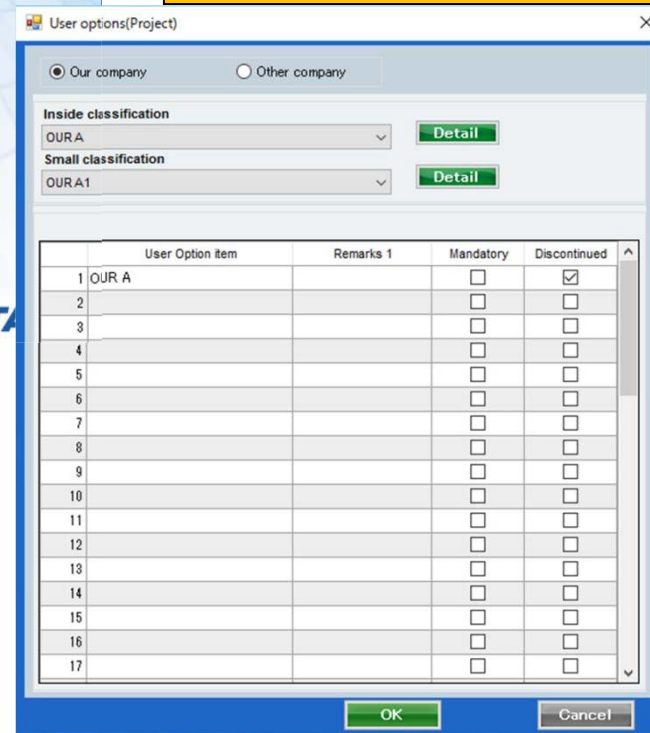 User options(Project)
Our company Other company
Inside classification
OUR A Detail
Small classification
OUR A1 Detail
User Option item Remarks 1 Mandatory Discontinued
1 OUR A
2
3
4
5
6
7
8
9
10
11
12
13
14
15
16
17
OK Cancel